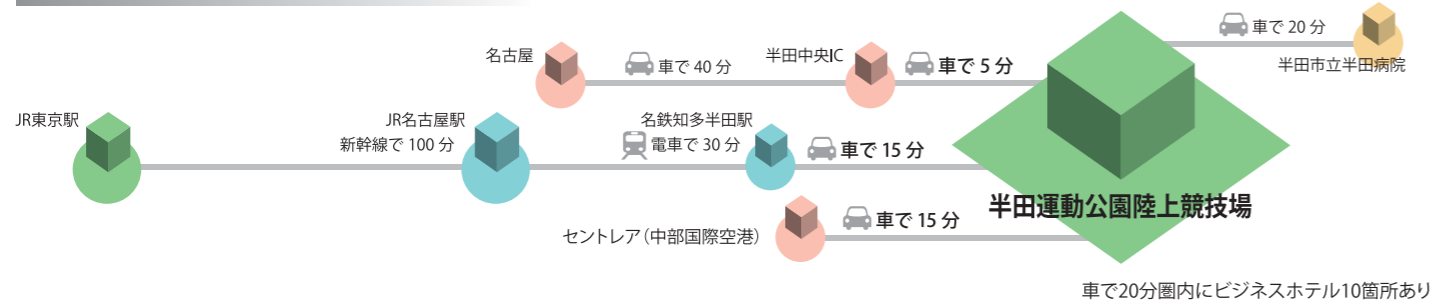 車で 20 分
半田市立半田病院
名古屋
車で 40 分
半田中央IC
車で 5 分
JR東京駅
JR名古屋駅
新幹線で 100 分
名鉄知多半田駅
電車で 30 分
車で 15 分
半田運動公園陸上競技場
セントレア（中部国際空港）
車で 15 分
車で20分圏内にビジネスホテル10箇所あり